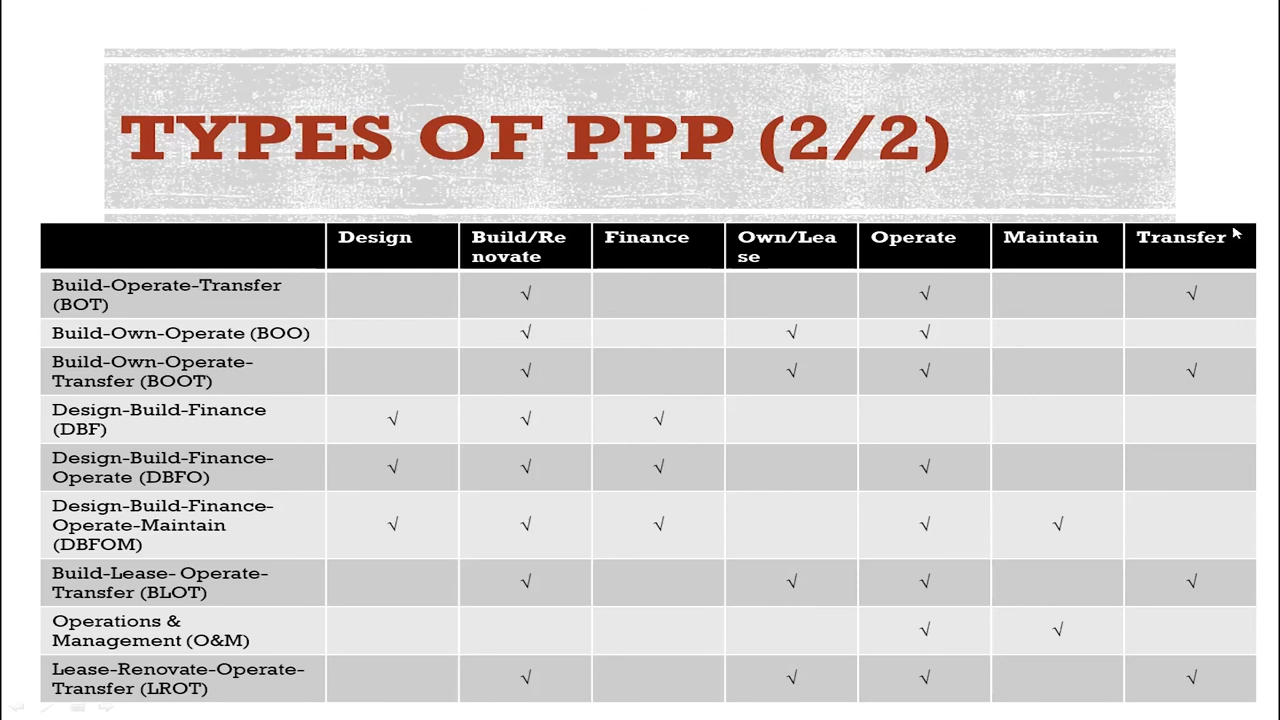 TYPES OF PPP (2/2)
Design Build/Re Finance Own/Lea Operate Maintain Transfer
novate se
Build-Operate-Transfer
(BOT) √ √ √
Build-Own-Operate (BOO) √ √ √
Build-Own-Operate-
Transfer (BOOT) √ √ √ √
Design-Build-Finance
(DBF) √ √ √
Design-Build-Finance-
Operate (DBFO) √ √ √ √
Design-Build-Finance-
Operate-Maintain √ √ √ √ √
(DBFOM)
Build-Lease- Operate-
Transfer (BLOT) √ √ √ √
Operations &
Management (O&M) √ √
Lease-Renovate-Operate-
Transfer (LROT) √ √ √ √